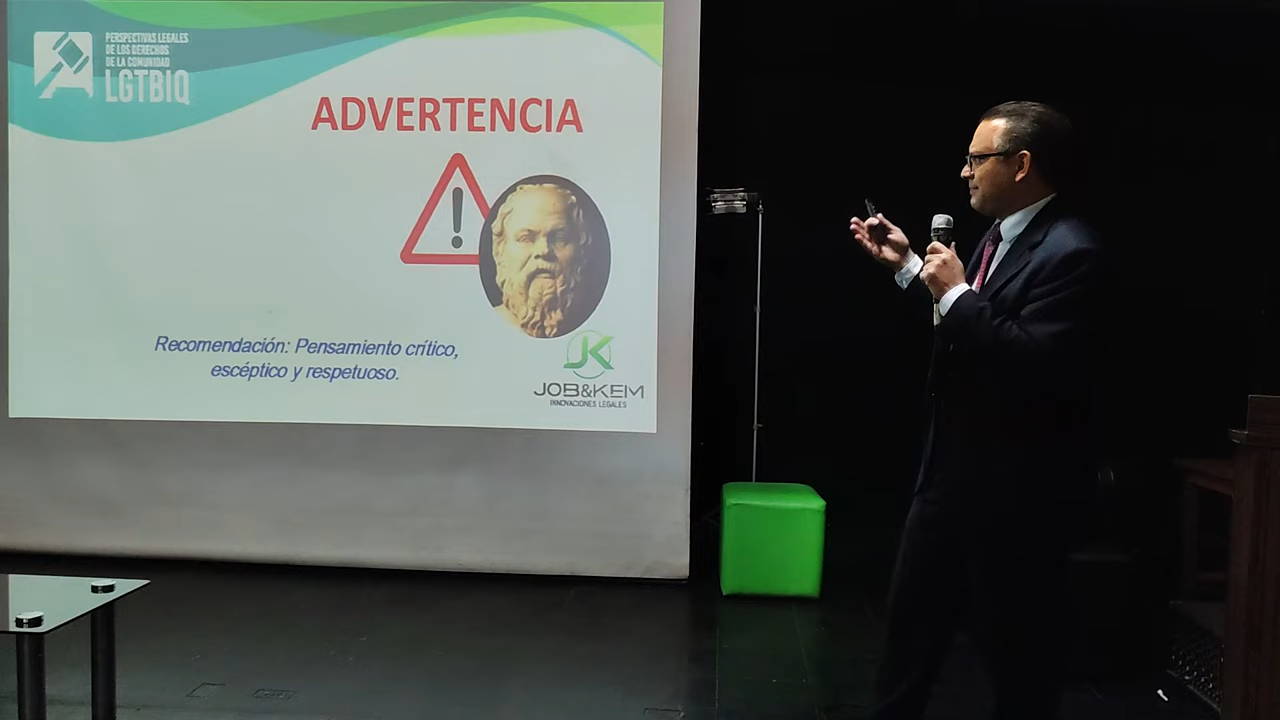 PERSPECTIVAS LEGALES
DE LOS DERECHOS
DE LA COMUNIDAD
LGTBIQ
ADVERTENCIA
!
Recomendación: Pensamiento crítico,
escéptico y respetuoso.
JK
JOB&KEM
INNOVACIONES LEGALES